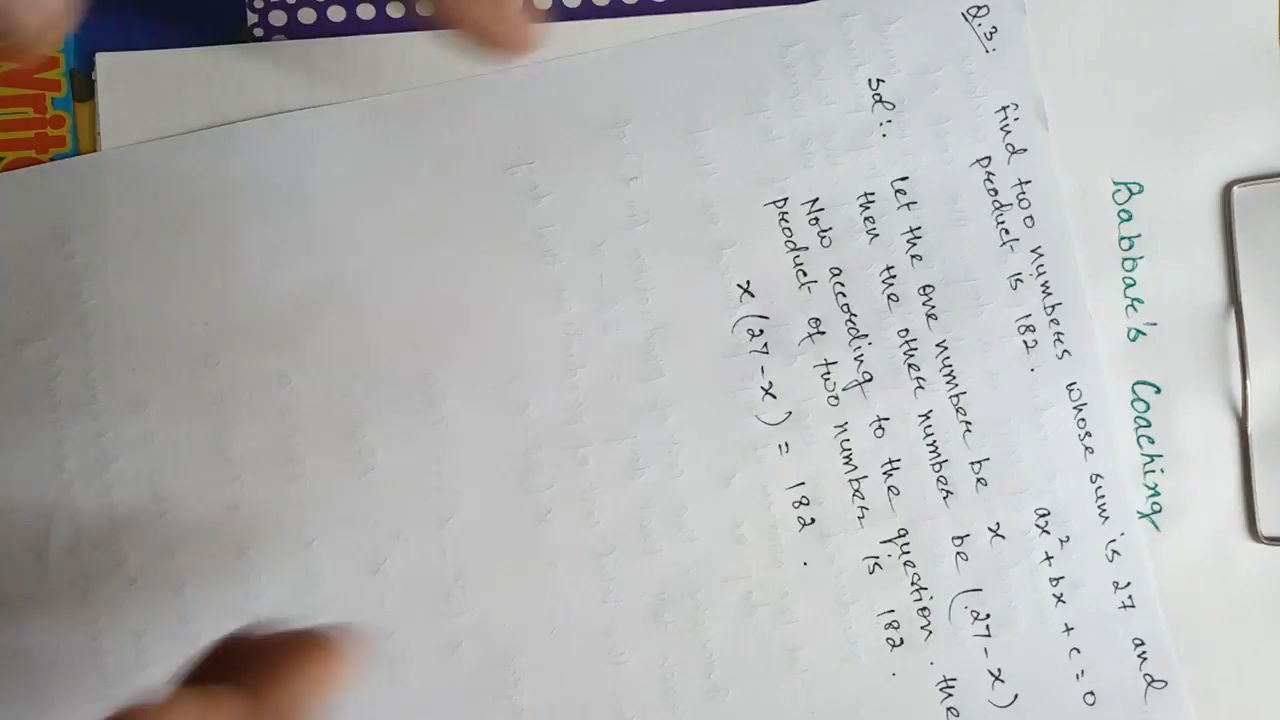 Babbar's Coaching
Q.3:. find two numbers whose sum is 27 and
product is 182.
ax² + bx + c = 0
Sol:. Let the one number be x
then the other number be (27-x)
Now according to the question. the
product of two number is 182.
x(27-x) = 182.